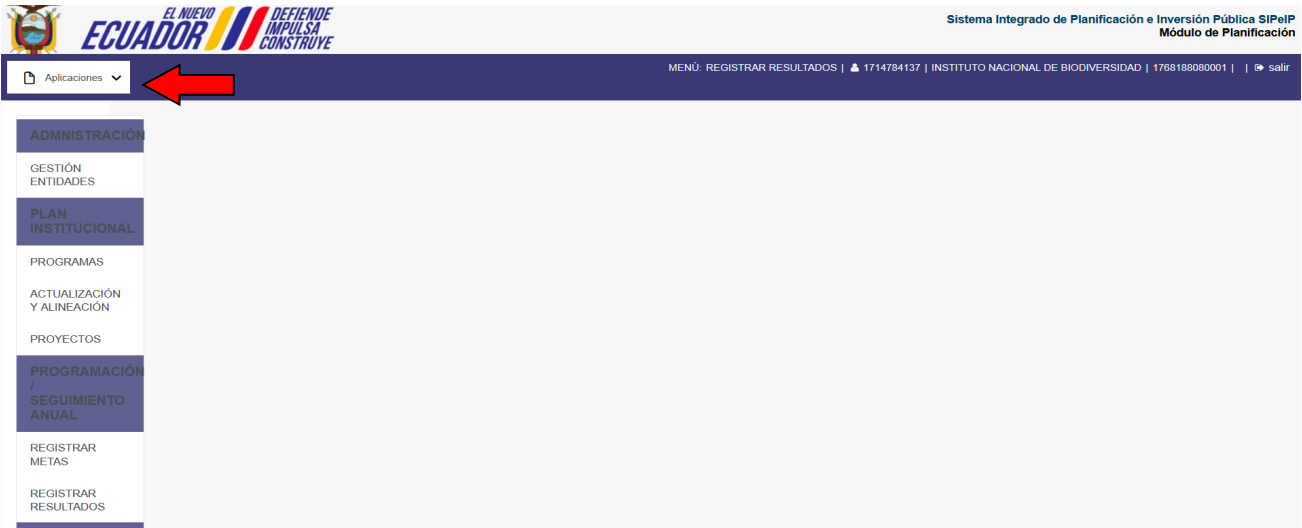 EL NUEVO
ECUADOR
DEFIENDE
IMPULSA
CONSTRUYE
Sistema Integrado de Planificación e Inversión Pública SIPeIP
Módulo de Planificación
Aplicaciones
MENÚ: REGISTRAR RESULTADOS | 1714784137 | INSTITUTO NACIONAL DE BIODIVERSIDAD | 1768188080001 | | salir
ADMNISTRACIÓN
GESTIÓN
ENTIDADES
PLAN
INSTITUCIONAL
PROGRAMAS
ACTUALIZACIÓN
Y ALINEACIÓN
PROYECTOS
PROGRAMACIÓN
/
SEGUIMIENTO
ANUAL
REGISTRAR
METAS
REGISTRAR
RESULTADOS